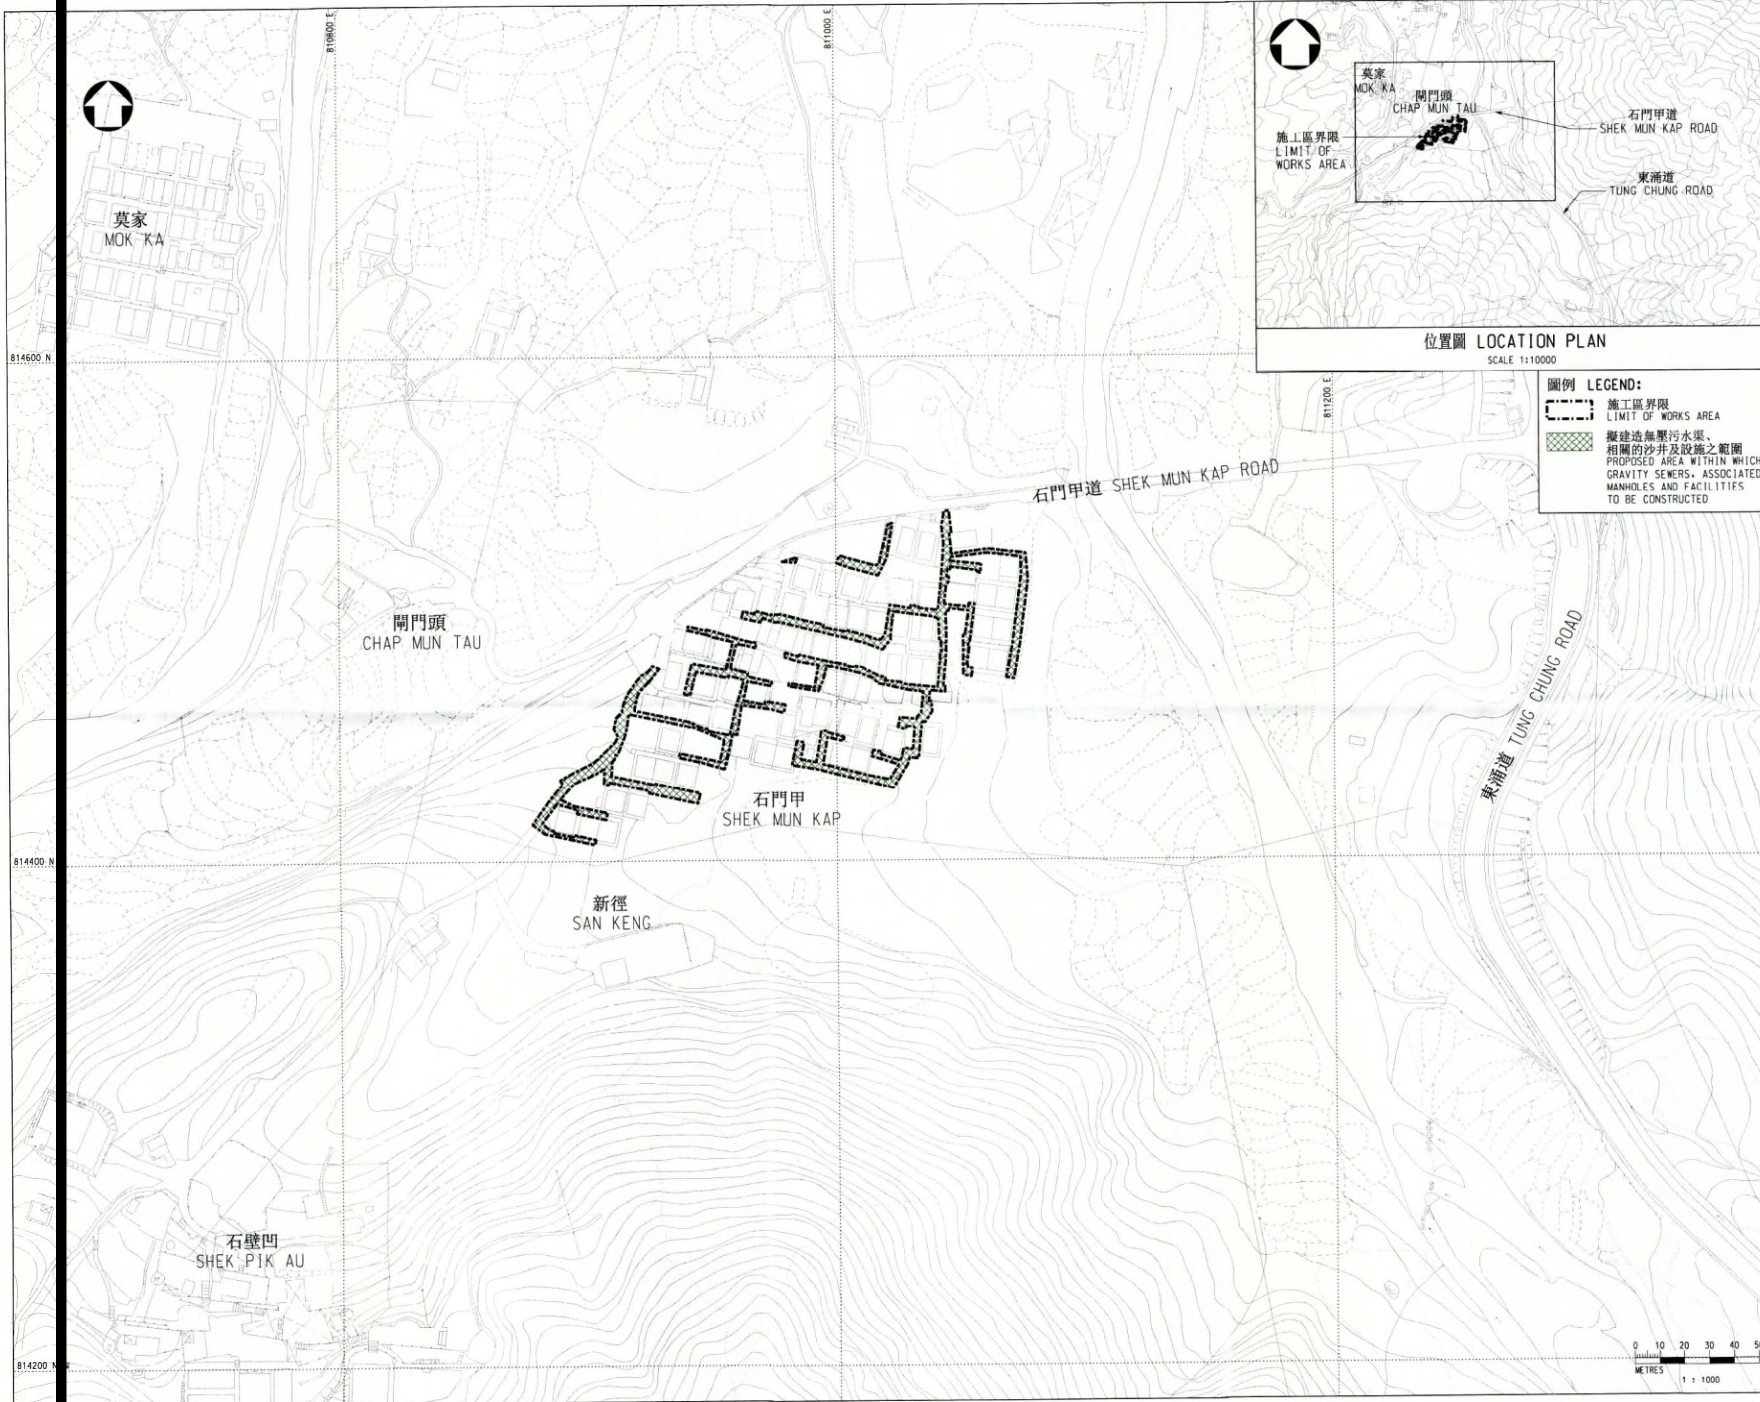 810800 E
811000 E
莫家
MOK KA
閘門頭
CHAP MUN TAU
石門甲道
SHEK MUN KAP ROAD
施工區界限
LIMIT OF
WORKS AREA
東涌道
TUNG CHUNG ROAD
位置圖 LOCATION PLAN
SCALE 1:10000
莫家
MOK KA
814600 N
811200 E
圖例 LEGEND:
施工區界限
LIMIT OF WORKS AREA
擬建造無壓污水渠、
相關的沙井及設施之範圍
PROPOSED AREA WITHIN WHICH
GRAVITY SEWERS, ASSOCIATED
MANHOLES AND FACILITIES
TO BE CONSTRUCTED
石門甲道 SHEK MUN KAP ROAD
閘門頭
CHAP MUN TAU
東涌道 TUNG CHUNG ROAD
石門甲
SHEK MUN KAP
814400 N
新徑
SAN KENG
石壁凹
SHEK PIK AU
814200 N
0 10 20 30 40
METRES
1 : 1000